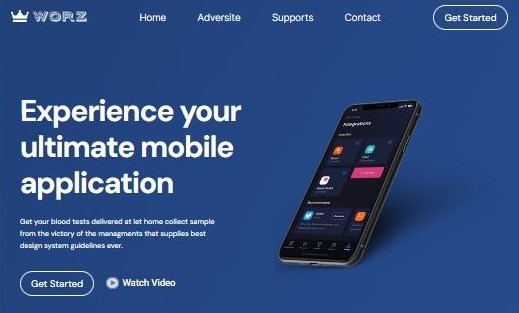 WORZ
Home
Adversite
Supports
Contact
Get Started
Experience your
ultimate mobile
application
Get your blood tests delivered at let home collect sample
from the victory of the managments that supplies best
design system guidelines ever.
Get Started
Watch Video
Integrations